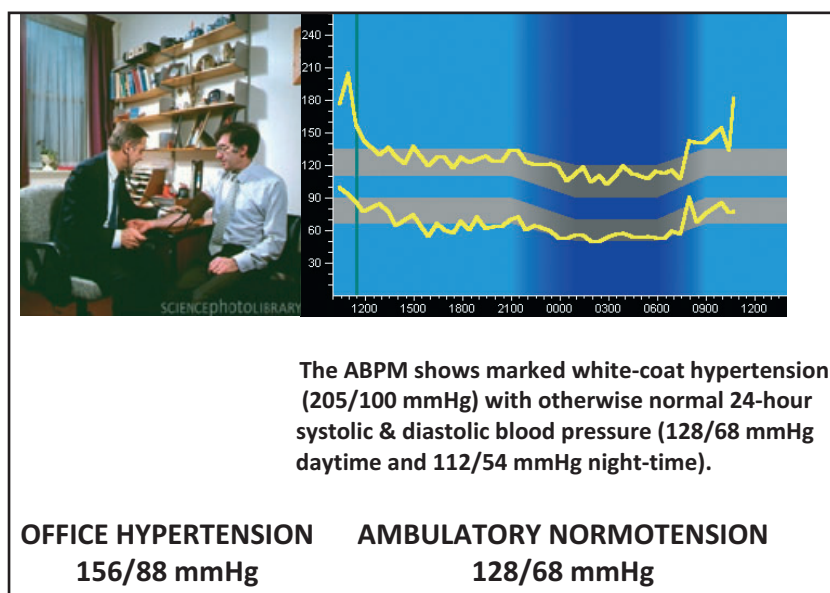 240
210
180
150
120
90
60
30
1200 1500 1800 2100 0000 0300 0600 0900 1200
SCIENCEPHOTOLIBRARY
The ABPM shows marked white-coat hypertension
(205/100 mmHg) with otherwise normal 24-hour
systolic & diastolic blood pressure (128/68 mmHg
daytime and 112/54 mmHg night-time).
OFFICE HYPERTENSION AMBULATORY NORMOTENSION
156/88 mmHg 128/68 mmHg